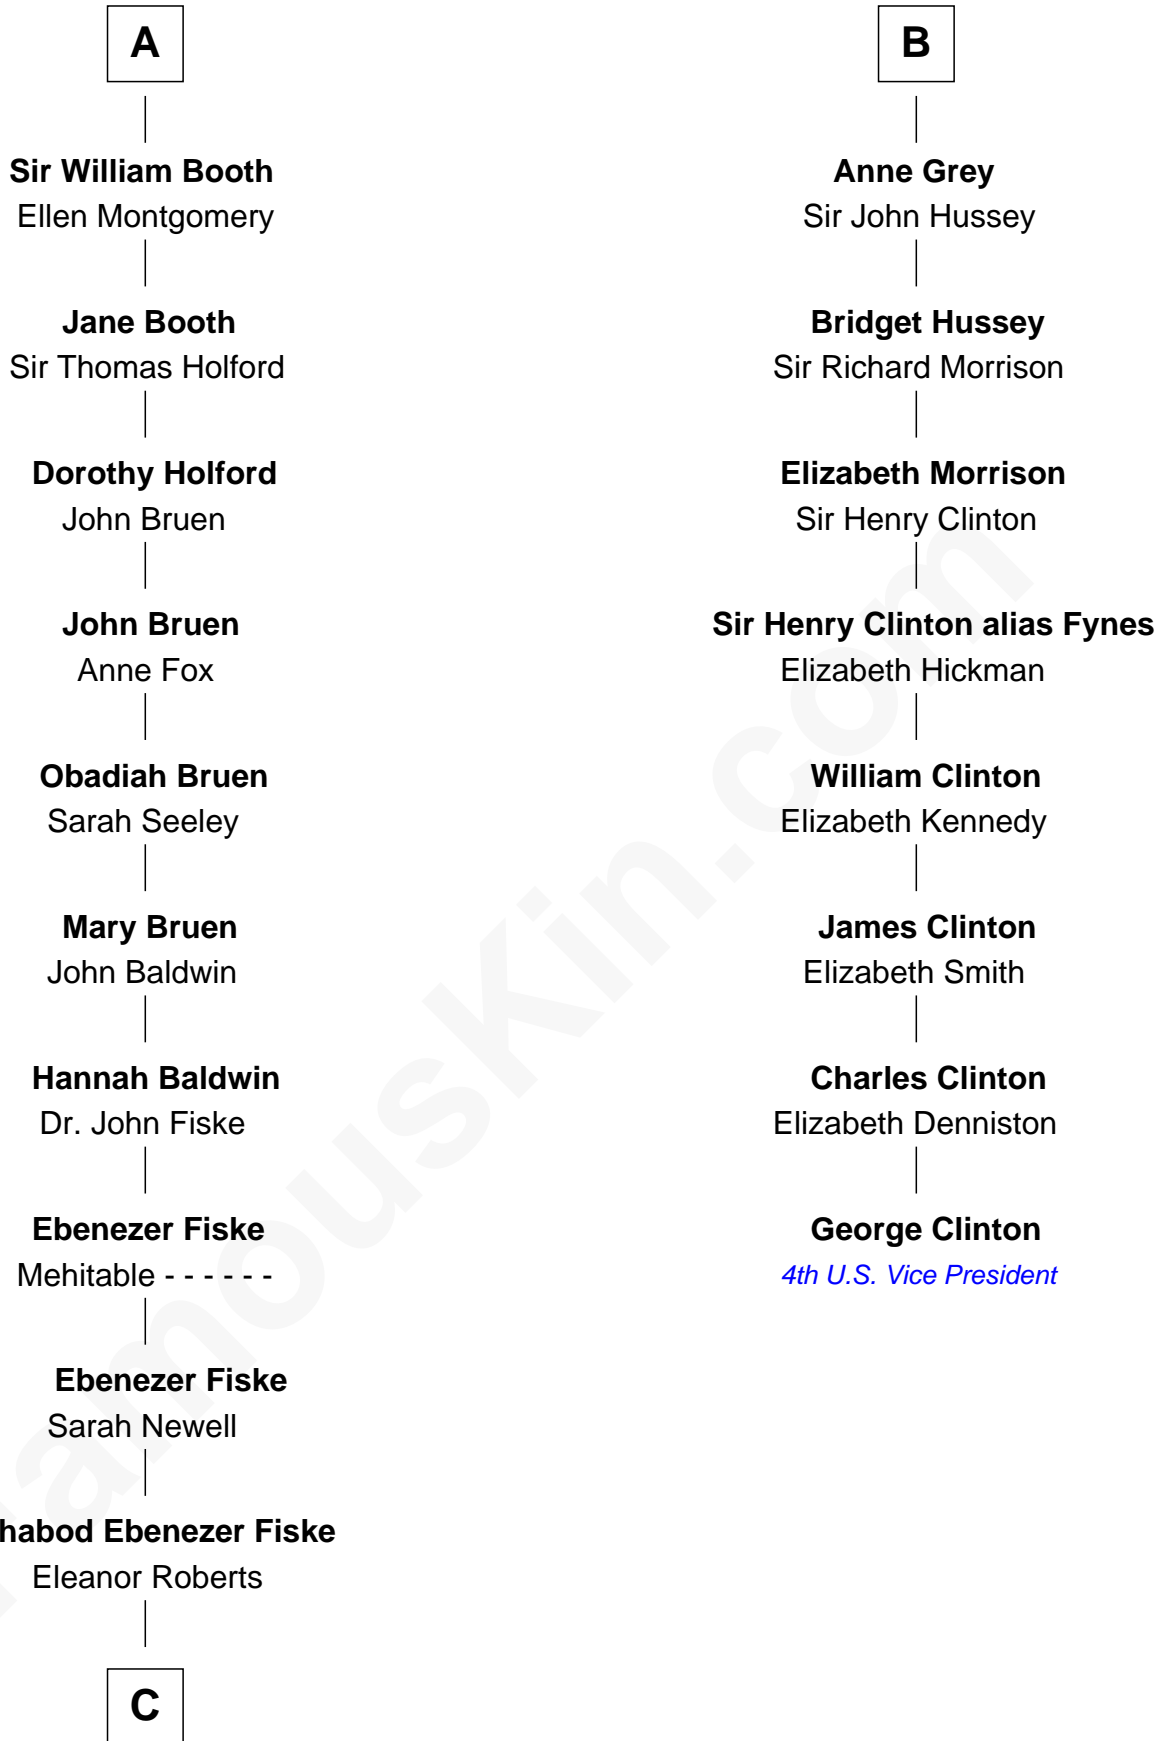 A
Sir William Booth
Ellen Montgomery
Jane Booth
Sir Thomas Holford
Dorothy Holford
John Bruen
John Bruen
Anne Fox
Obadiah Bruen
Sarah Seeley
Mary Bruen
John Baldwin
Hannah Baldwin
Dr. John Fiske
Ebenezer Fiske
Mehitable - - - - - -
Ebenezer Fiske
Sarah Newell
habod Ebenezer Fiske
Eleanor Roberts
C
B
Anne Grey
Sir John Hussey
Bridget Hussey
Sir Richard Morrison
Elizabeth Morrison
Sir Henry Clinton
Sir Henry Clinton alias Fynes
Elizabeth Hickman
William Clinton
Elizabeth Kennedy
James Clinton
Elizabeth Smith
Charles Clinton
Elizabeth Denniston
George Clinton
4th U.S. Vice President
FamousKin.com